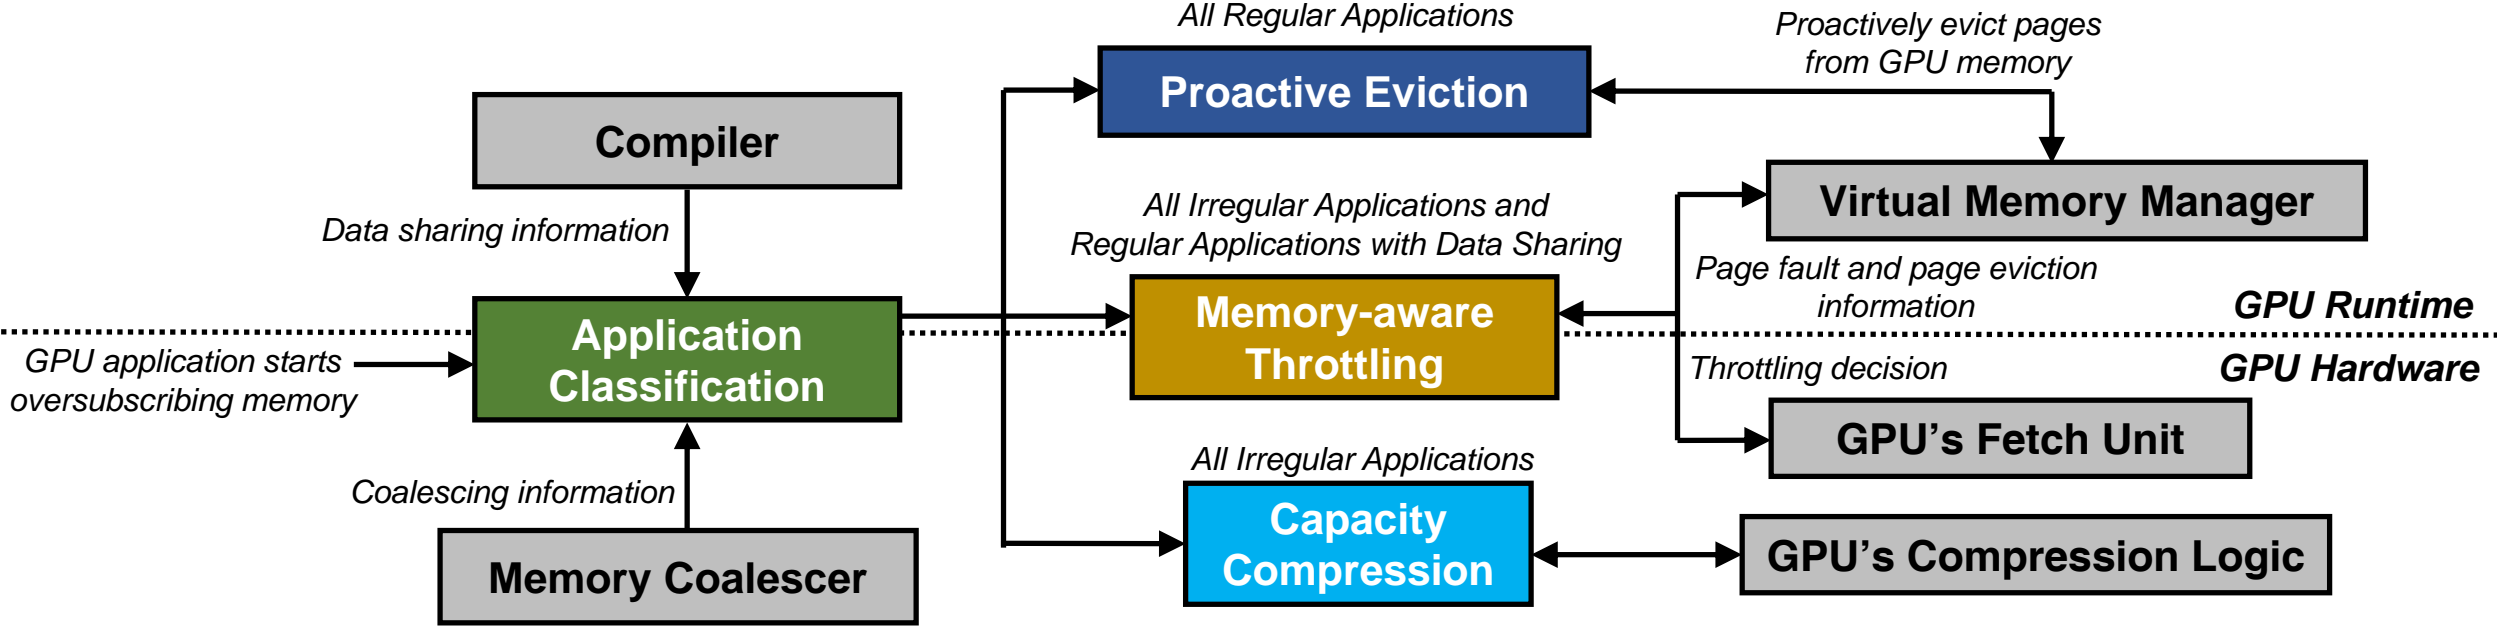 All Regular Applications
Proactive Eviction
Proactively evict pages
from GPU memory
Compiler
Data sharing information
Virtual Memory Manager
All Irregular Applications and
Regular Applications with Data Sharing
Memory-aware
Throttling
Page fault and page eviction
information
GPU Runtime
Application
Classification
GPU application starts
oversubscribing memory
Throttling decision
GPU Hardware
GPU’s Fetch Unit
Coalescing information
Memory Coalescer
All Irregular Applications
Capacity
Compression
GPU’s Compression Logic